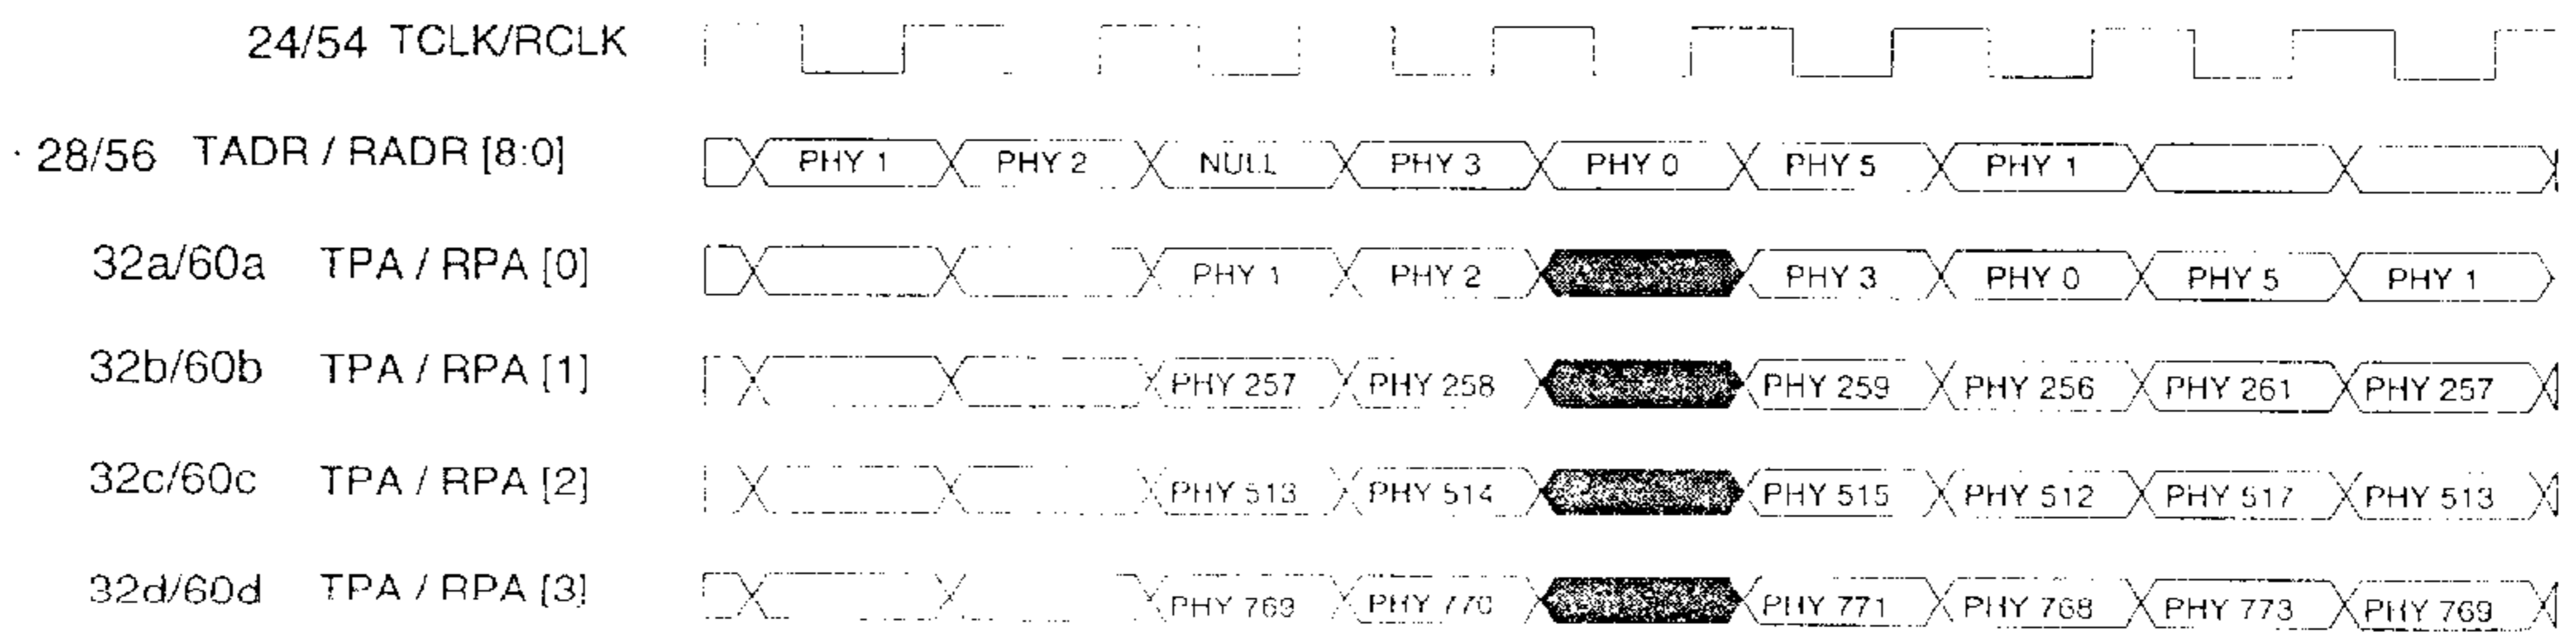 24/54 TCLK/RCLK
28/56 TADR / RADR [8:0] PHY 1 PHY 2 NULL PHY 3 PHY 0 PHY 5 PHY 1
32a/60a TPA / RPA [0] PHY 1 PHY 2 PHY 3 PHY 0 PHY 5 PHY 1
32b/60b TPA / RPA [1] PHY 257 PHY 258 PHY 259 PHY 256 PHY 261 PHY 257
32c/60c TPA / RPA [2] PHY 513 PHY 514 PHY 515 PHY 512 PHY 517 PHY 513
32d/60d TPA / RPA [3] PHY 769 PHY 770 PHY 771 PHY 768 PHY 773 PHY 769